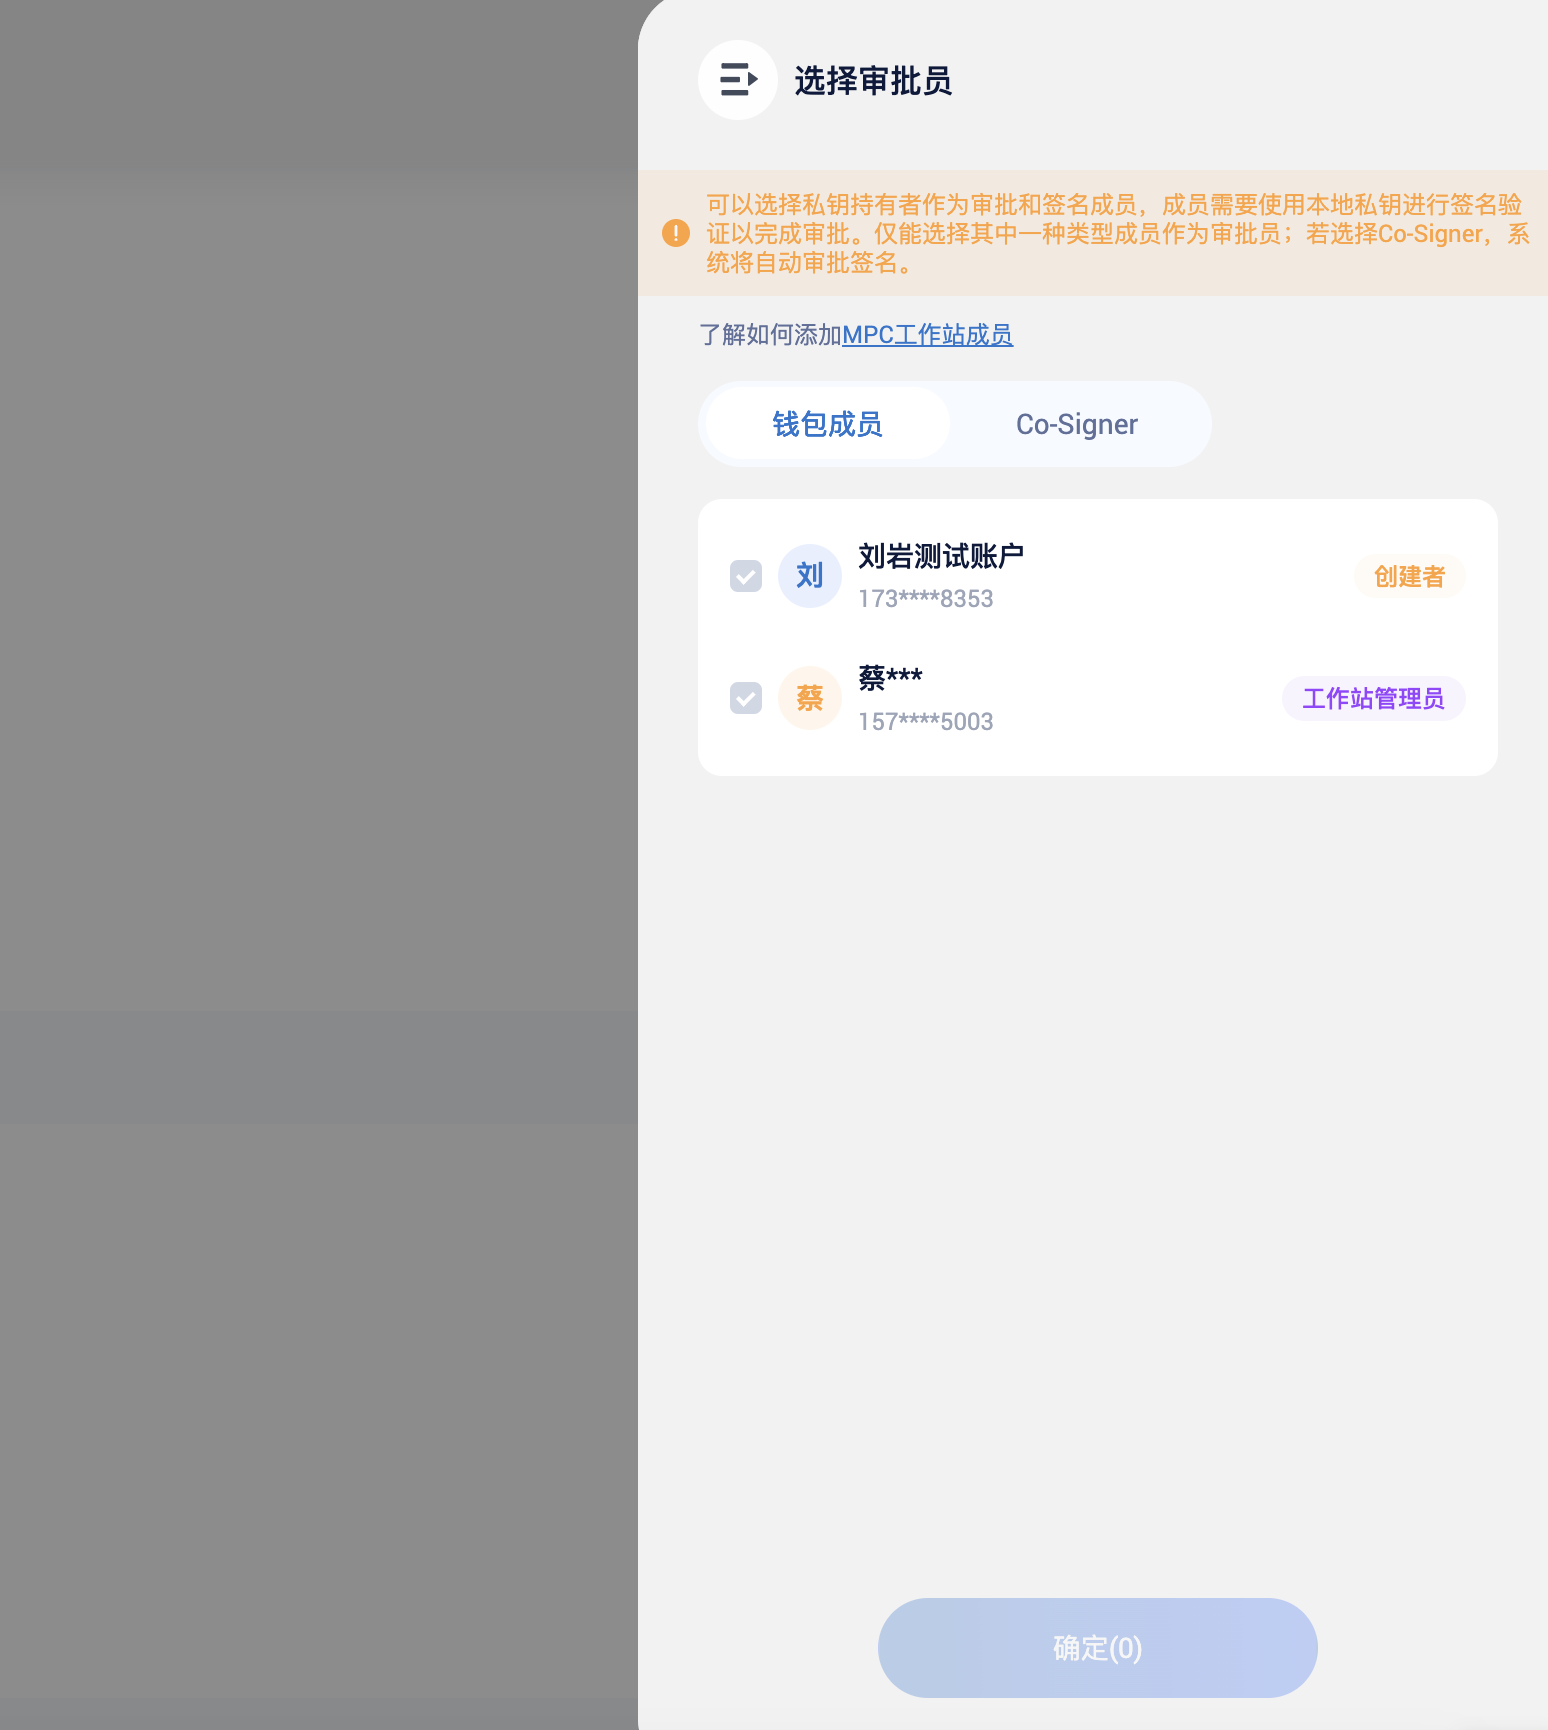 选择审批员
可以选择私钥持有者作为审批和签名成员，成员需要使用本地私钥进行签名验
证以完成审批。仅能选择其中一种类型成员作为审批员；若选择Co-Signer，系
统将自动审批签名。
了解如何添加MPC工作站成员
钱包成员
Co-Signer
刘
刘岩测试账户
173****8353
创建者
蔡
蔡***
157****5003
工作站管理员
确定(0)